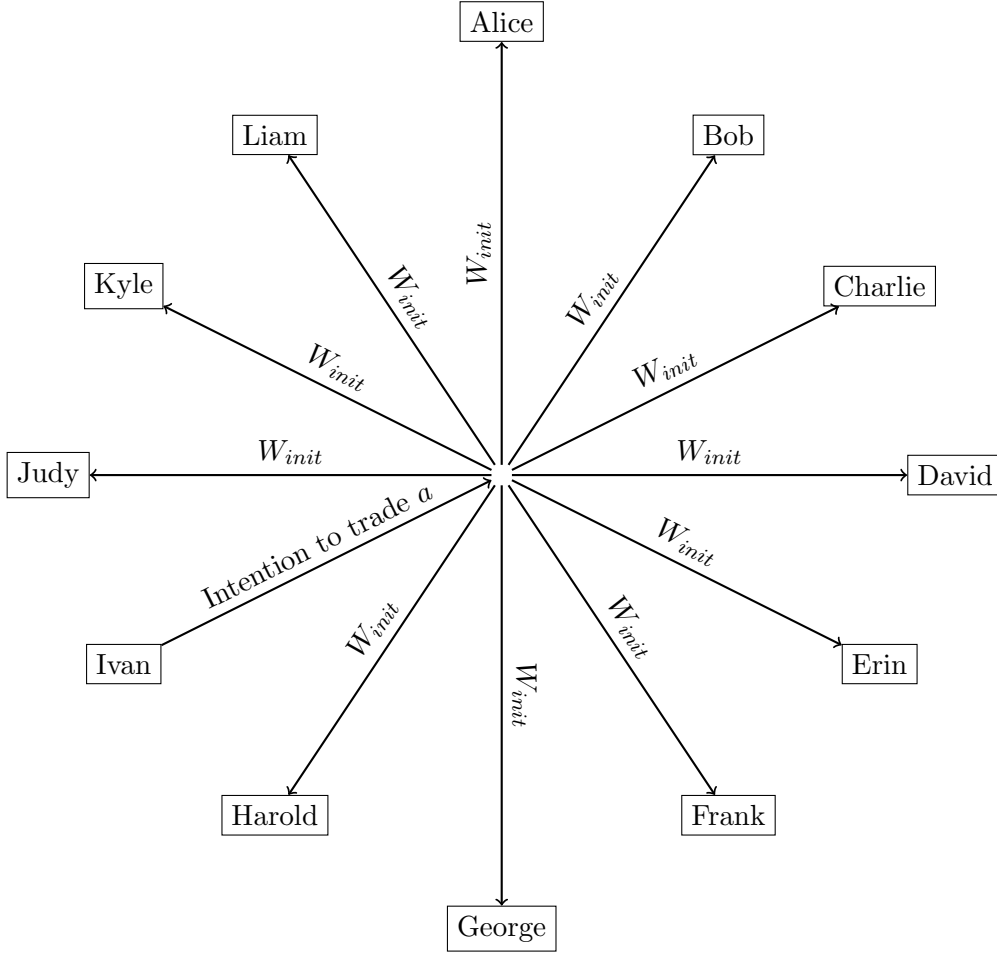 Alice
Liam
Bob
W_init
Kyle
Charlie
W_init
W_init
W_init
W_init
Judy
W_init
W_init
David
Intention to trade a
W_init
Ivan
W_init
W_init
Erin
W_init
Harold
Frank
George